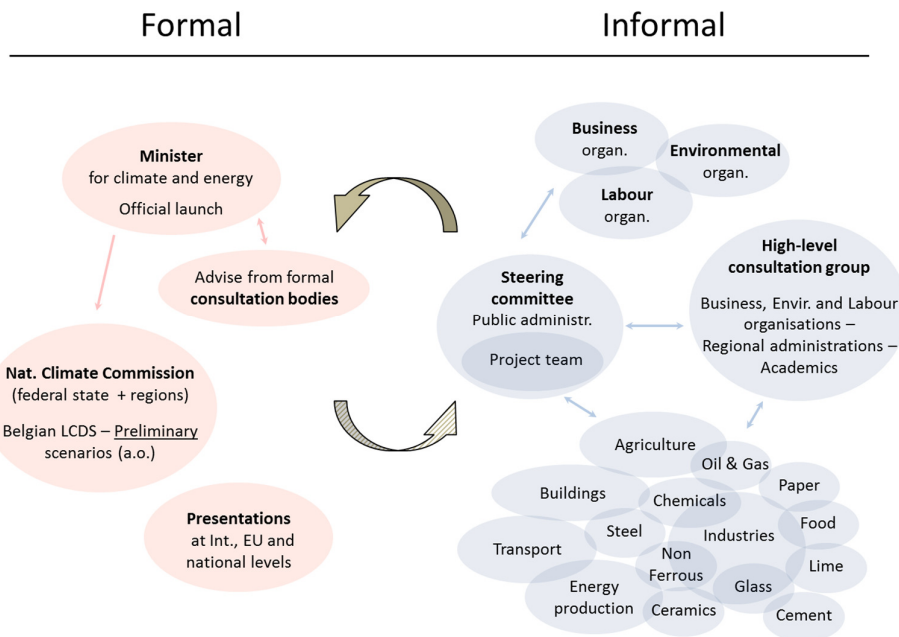 Formal
Informal
Minister
for climate and energy
Official launch
Advise from formal
consultation bodies
Nat. Climate Commission
(federal state + regions)
Belgian LCDS – Preliminary
scenarios (a.o.)
Presentations
at Int., EU and
national levels
Business
organ.
Environmental
organ.
Labour
organ.
Steering
committee
Public administr.
Project team
High-level
consultation group
Business, Envir. and Labour
organisations –
Regional administrations –
Academics
Agriculture
Oil & Gas
Buildings
Chemicals
Paper
Steel
Industries
Food
Transport
Non
Ferrous
Lime
Energy
production
Glass
Ceramics
Cement